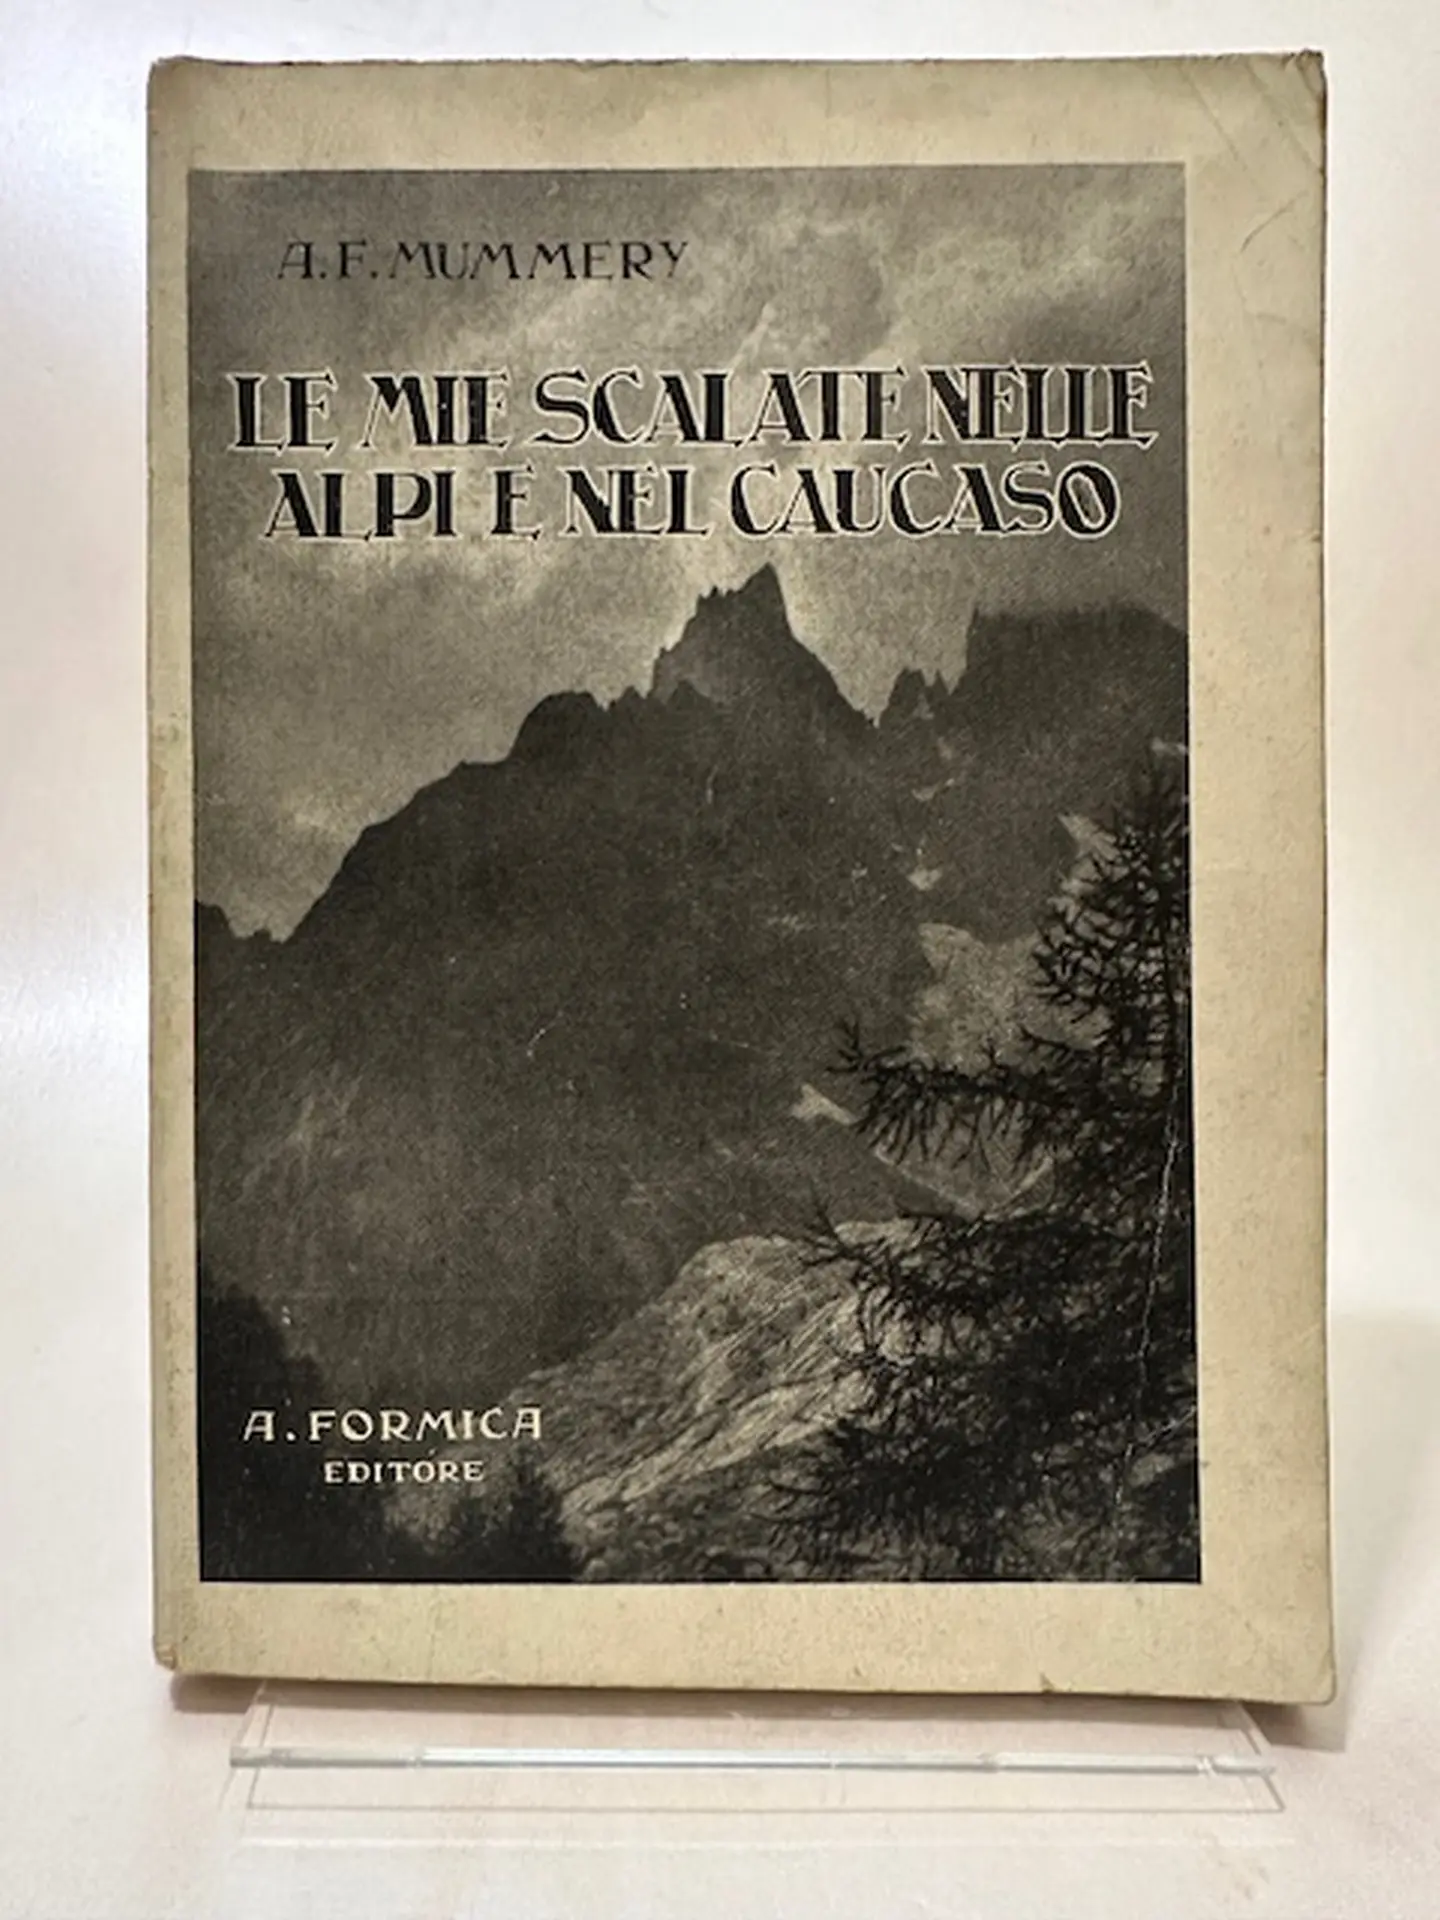 A. F. MUMMERY
LE MIE SCALATE NELLE
ALPI E NEL CAUCASO
A. FORMICA
EDITORE